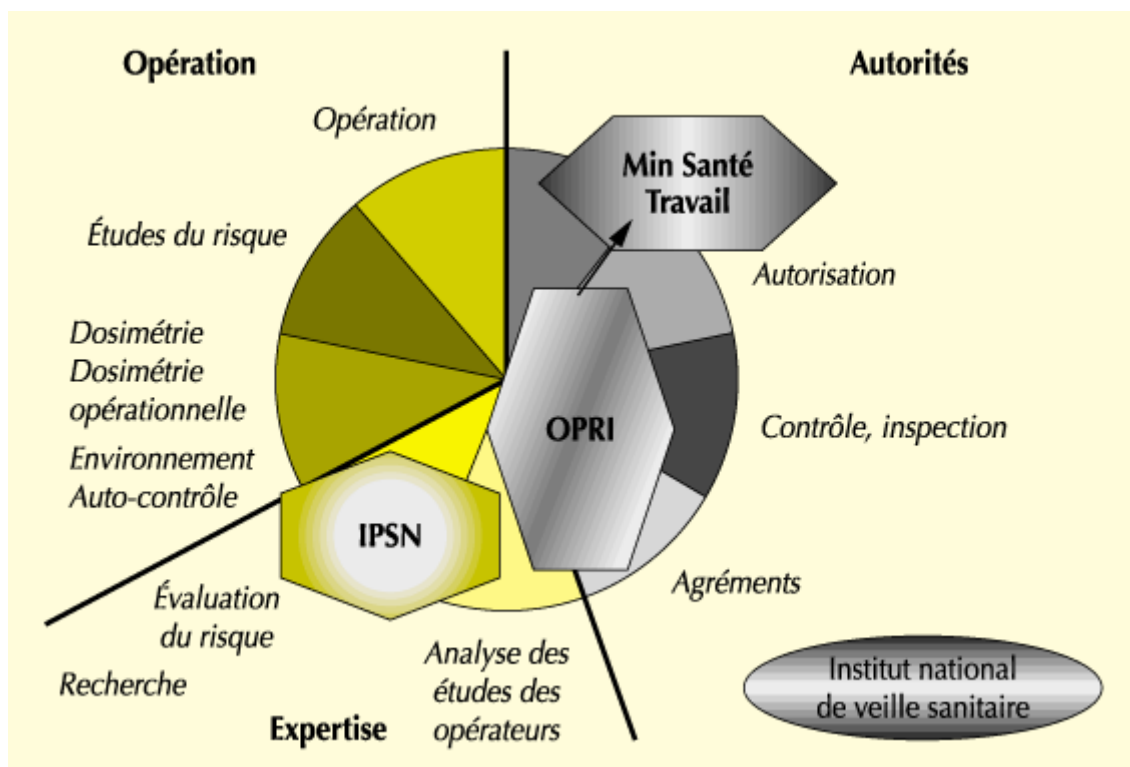 Opération
Autorités
Opération
Min Santé
Travail
Études du risque
Autorisation
Dosimétrie
Dosimétrie
opérationnelle
OPRI
Contrôle, inspection
Environnement
Auto-contrôle
IPSN
Agréments
Évaluation
du risque
Recherche
Analyse des
études des
opérateurs
Expertise
Institut national
de veille sanitaire